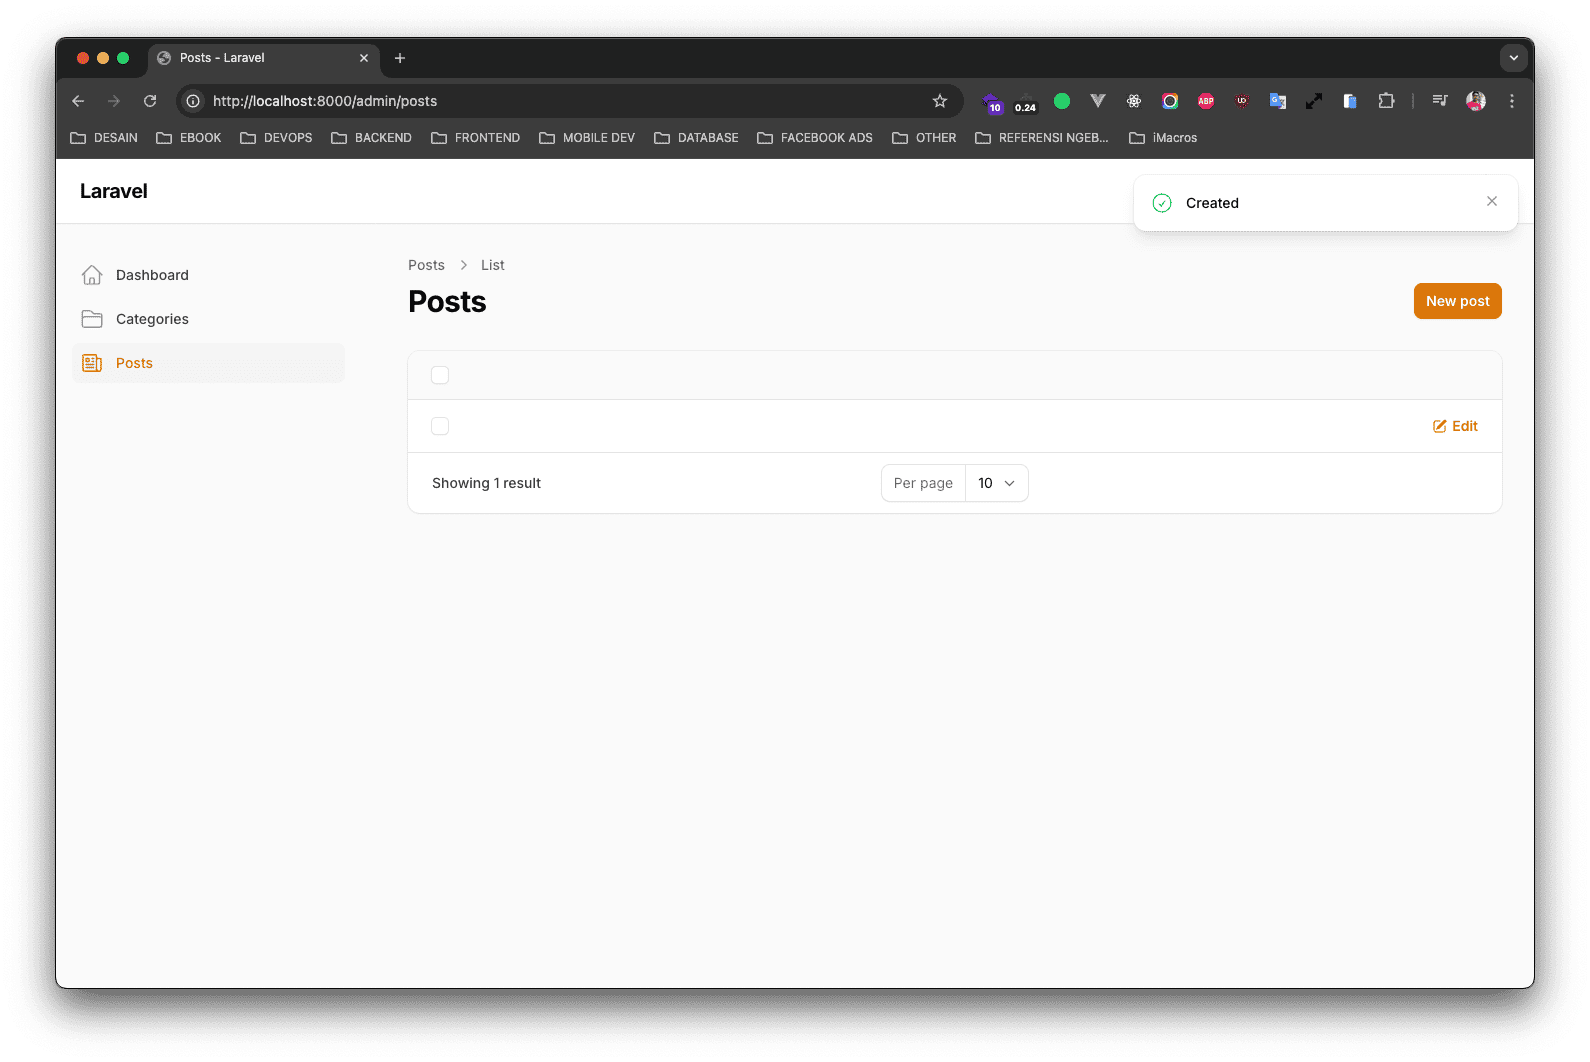 Posts - Laravel
http://localhost:8000/admin/posts
10
0.24
ABP
DESAIN
EBOOK
DEVOPS
BACKEND
FRONTEND
MOBILE DEV
DATABASE
FACEBOOK ADS
OTHER
REFERENSI NGEB...
iMacros
Laravel
Created
Dashboard
Categories
Posts
Posts > List
Posts
New post
Edit
Showing 1 result
Per page
10